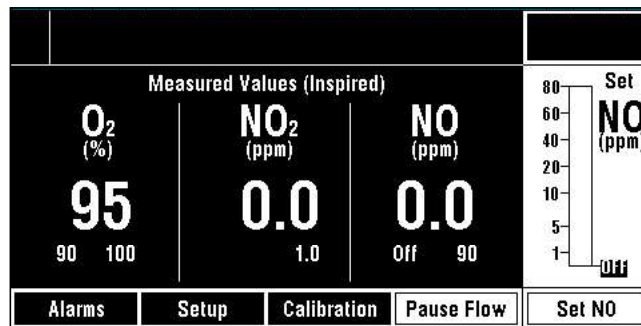 Measured Values (Inspired)
O2 NO2 NO
(%) (ppm) (ppm)
95 0.0 0.0
90 100 1.0 Off 90
Set
NO
(ppm)
80
60
40
20
10
5
1
OFF
Alarms Setup Calibration Pause Flow Set NO